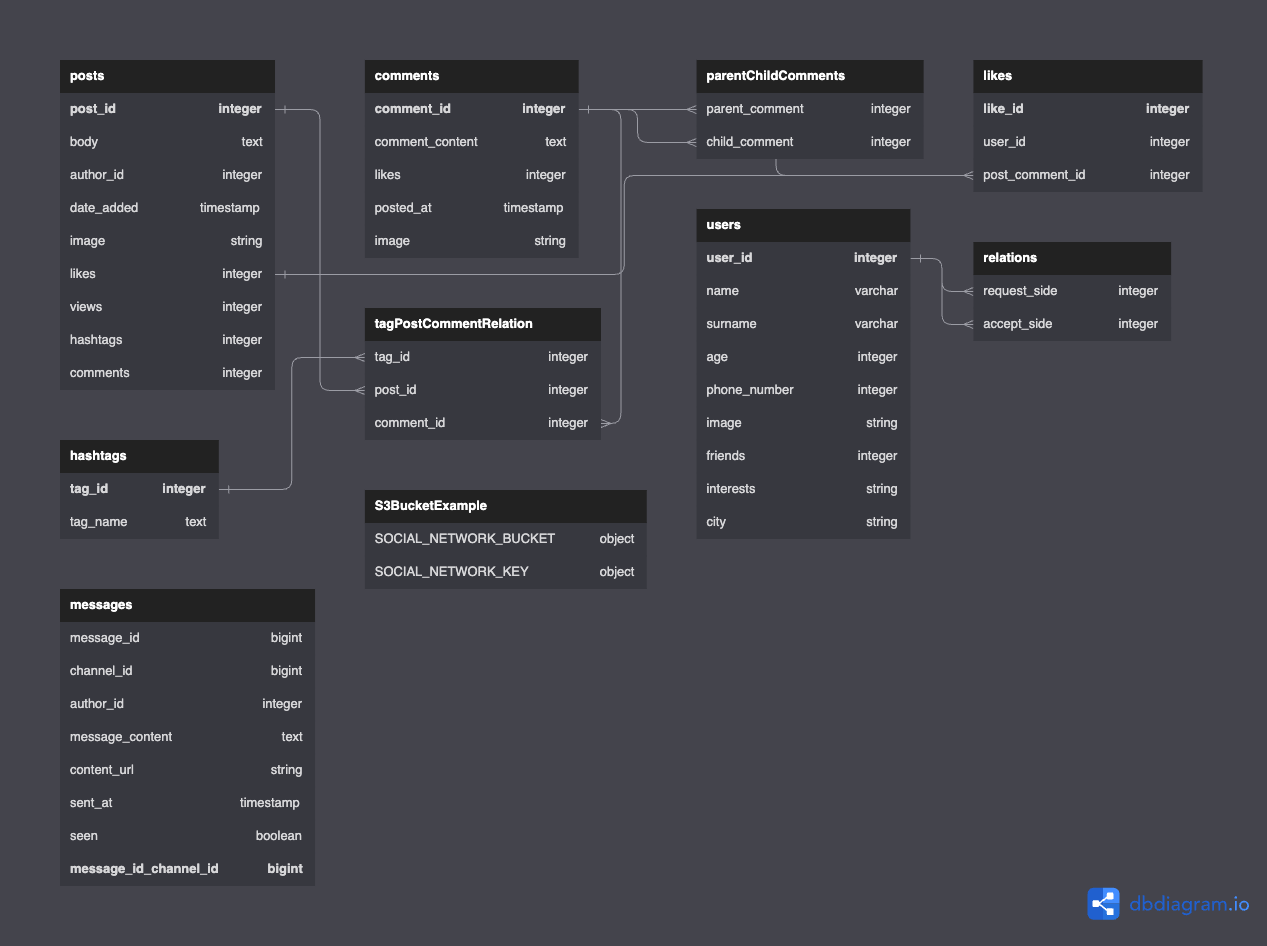 posts
post_id integer
body text
author_id integer
date_added timestamp
image string
likes integer
views integer
hashtags integer
comments integer
comments
comment_id integer
comment_content text
likes integer
posted_at timestamp
image string
parentChildComments
parent_comment integer
child_comment integer
likes
like_id integer
user_id integer
post_comment_id integer
users
user_id integer
name varchar
surname varchar
age integer
phone_number integer
image string
friends integer
interests string
city string
relations
request_side integer
accept_side integer
tagPostCommentRelation
tag_id integer
post_id integer
comment_id integer
hashtags
tag_id integer
tag_name text
S3BucketExample
SOCIAL_NETWORK_BUCKET object
SOCIAL_NETWORK_KEY object
messages
message_id bigint
channel_id bigint
author_id integer
message_content text
content_url string
sent_at timestamp
seen boolean
message_id_channel_id bigint
dbdiagram.io